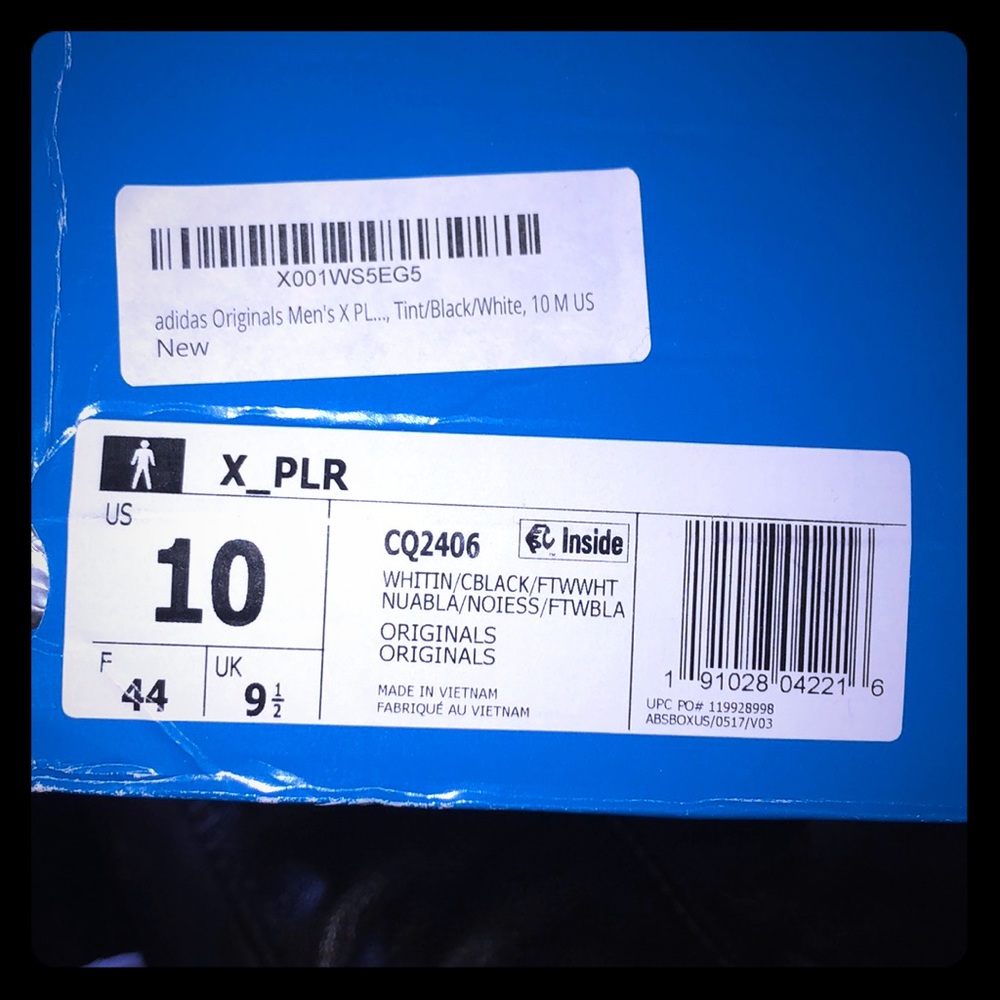 X001WS5EG5
adidas Originals Men's X PL..., Tint/Black/White, 10 M US
New
X_PLR
US
10
F
44
UK
9 1/2
CQ2406
Inside
WHITIN/CBLACK/FTWWHT
NUABLA/NOIESS/FTWBLA
ORIGINALS
ORIGINALS
MADE IN VIETNAM
FABRIQUÉ AU VIETNAM
1 91028 04221 6
UPC PO# 119928998
ABSBOXUS/0517/V03